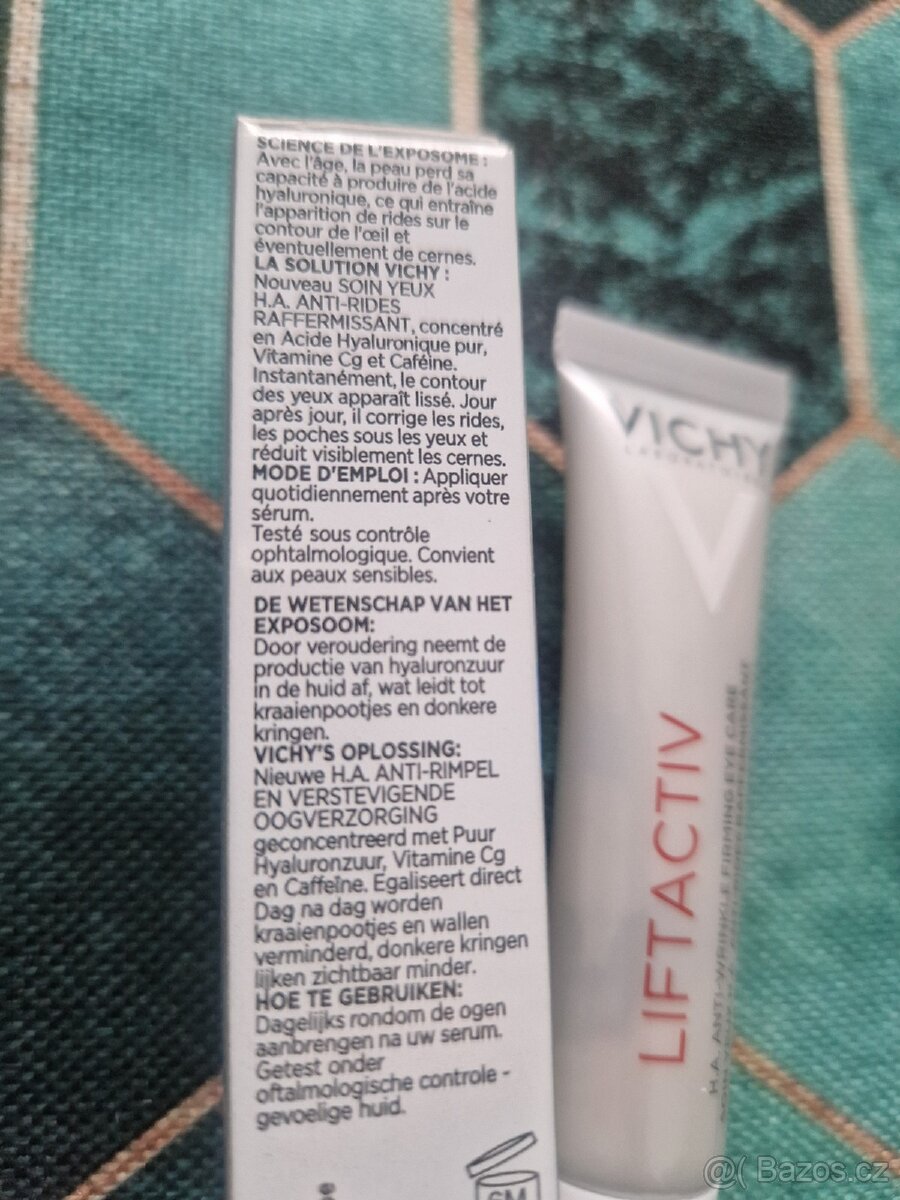 SCIENCE DE L'EXPOSOME :
Avec l'âge, la peau perd sa
capacité à produire de l'acide
hyaluronique, ce qui entraîne
l'apparition de rides sur le
contour de l'œil et
éventuellement de cernes.
LA SOLUTION VICHY :
Nouveau SOIN YEUX
H.A. ANTI-RIDES
RAFFERMISSANT, concentré
en Acide Hyaluronique pur,
Vitamine Cg et Caféine.
Instantanément, le contour
des yeux apparaît lissé. Jour
après jour, il corrige les rides,
les poches sous les yeux et
réduit visiblement les cernes.
MODE D'EMPLOI : Appliquer
quotidiennement après votre
sérum.
Testé sous contrôle
ophtalmologique. Convient
aux peaux sensibles.
DE WETENSCHAP VAN HET
EXPOSOOM:
Door veroudering neemt de
productie van hyaluronzuur
in de huid af, wat leidt tot
kraaienpootjes en donkere
kringen.
VICHY'S OPLOSSING:
Nieuwe H.A. ANTI-RIMPEL
EN VERSTEVIGENDE
OOGVERZORGING
geconcentreerd met Puur
Hyaluronzuur, Vitamine Cg
en Caffeïne. Egaliseert direct
Dag na dag worden
kraaienpootjes en wallen
verminderd, donkere kringen
lijken zichtbaar minder.
HOE TE GEBRUIKEN:
Dagelijks rondom de ogen
aanbrengen na uw serum.
Getest onder
oftalmologische controle -
gevoelige huid.
6M
VICHY
LABORATOIRES
LIFTACTIV
H.A. ANTI-WRINKLE FIRMING EYE CARE
@( Bazos.cz